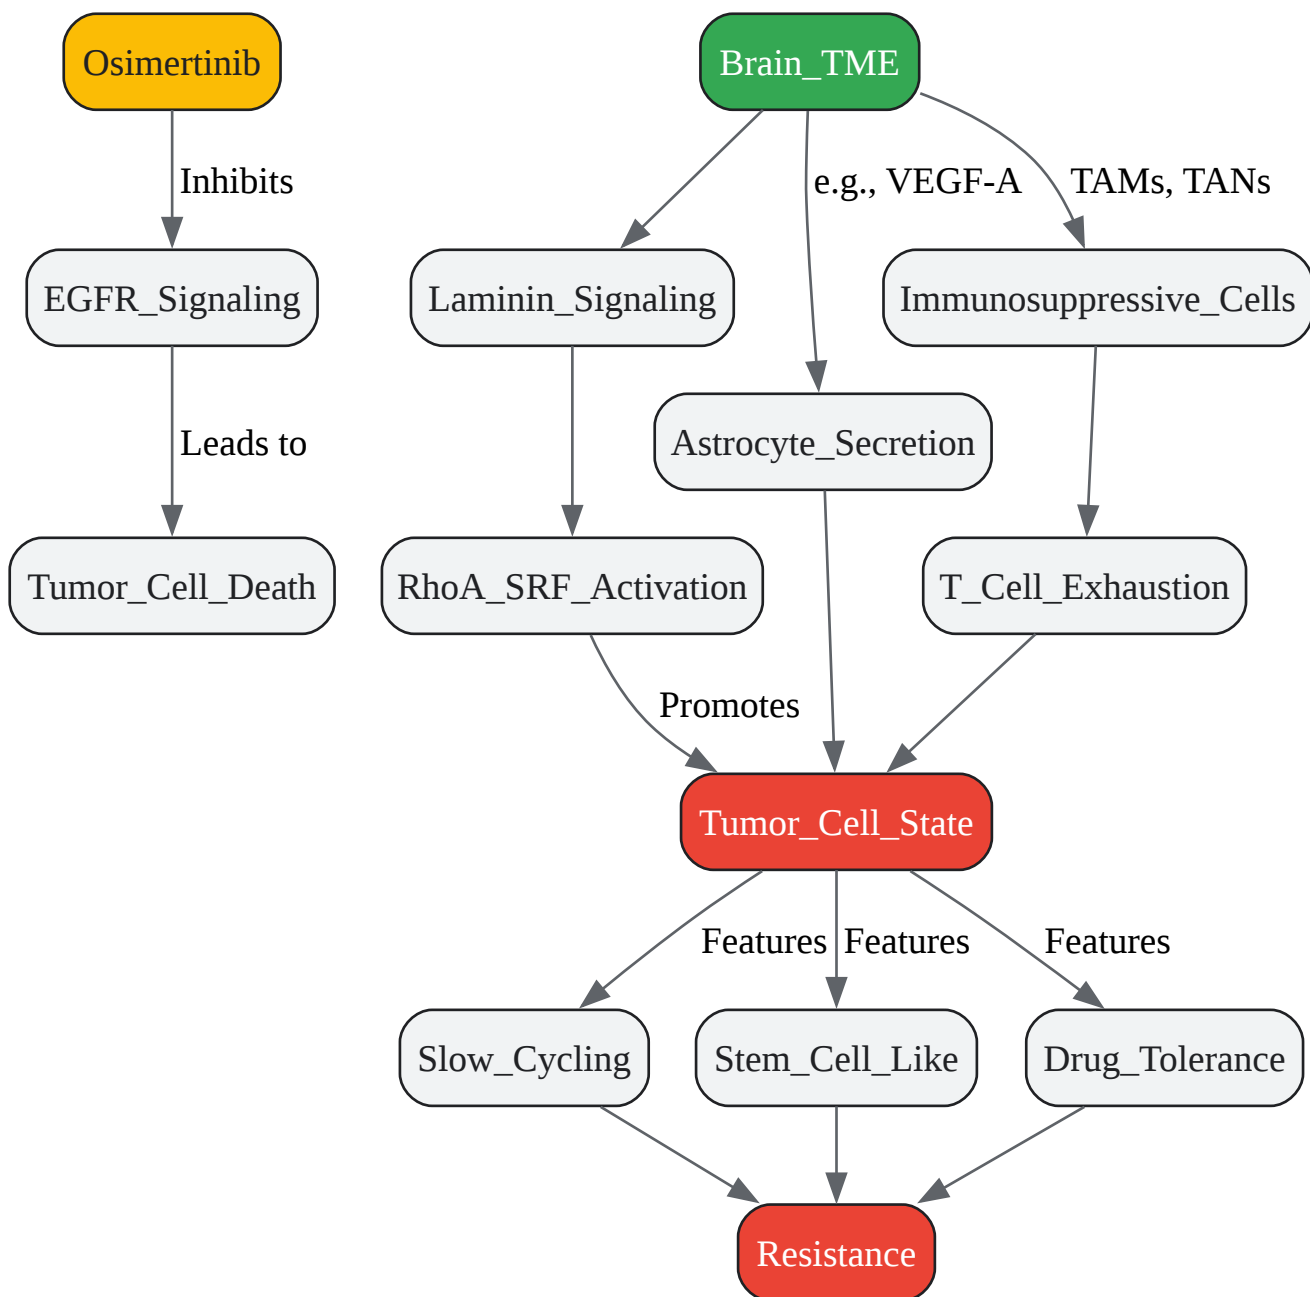 Osimertinib
Brain_TME
Inhibits
e.g., VEGF-A
TAMs, TANs
EGFR_Signaling
Laminin_Signaling
Immunosuppressive_Cells
Leads to
Astrocyte_Secretion
Tumor_Cell_Death
RhoA_SRF_Activation
T_Cell_Exhaustion
Promotes
Tumor_Cell_State
Features
Features
Features
Slow_Cycling
Stem_Cell_Like
Drug_Tolerance
Resistance